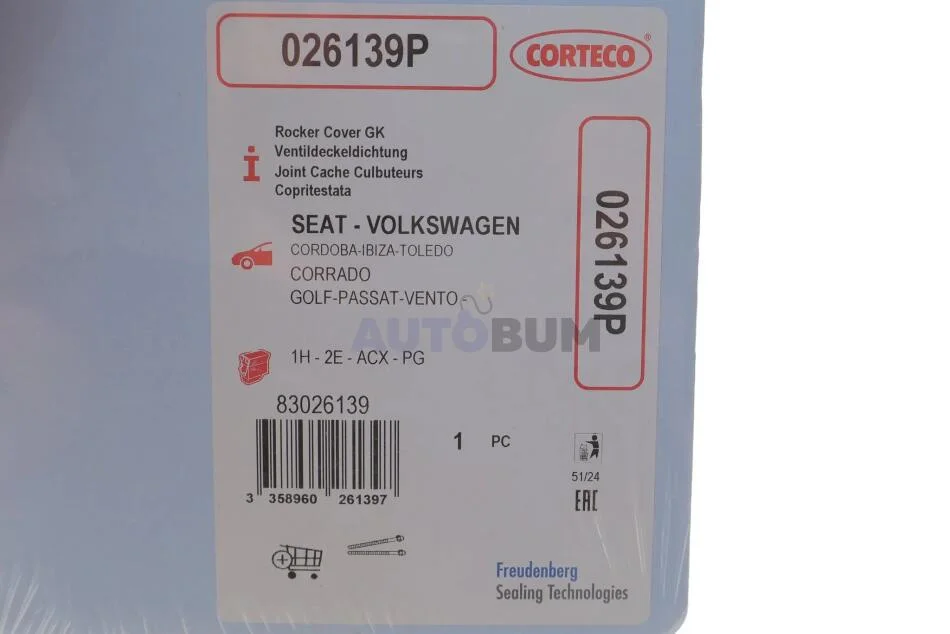 026139P
CORTECO®
Rocker Cover GK
Ventildeckeldichtung
Joint Cache Culbuteurs
Copritestata
SEAT - VOLKSWAGEN
CORDOBA-IBIZA-TOLEDO
CORRADO
GOLF-PASSAT-VENTO-
AUTOBUM
026139P
1H - 2E - ACX - PG
83026139
1 PC
3 358960 261397
51/24
EAC
Freudenberg
Sealing Technologies